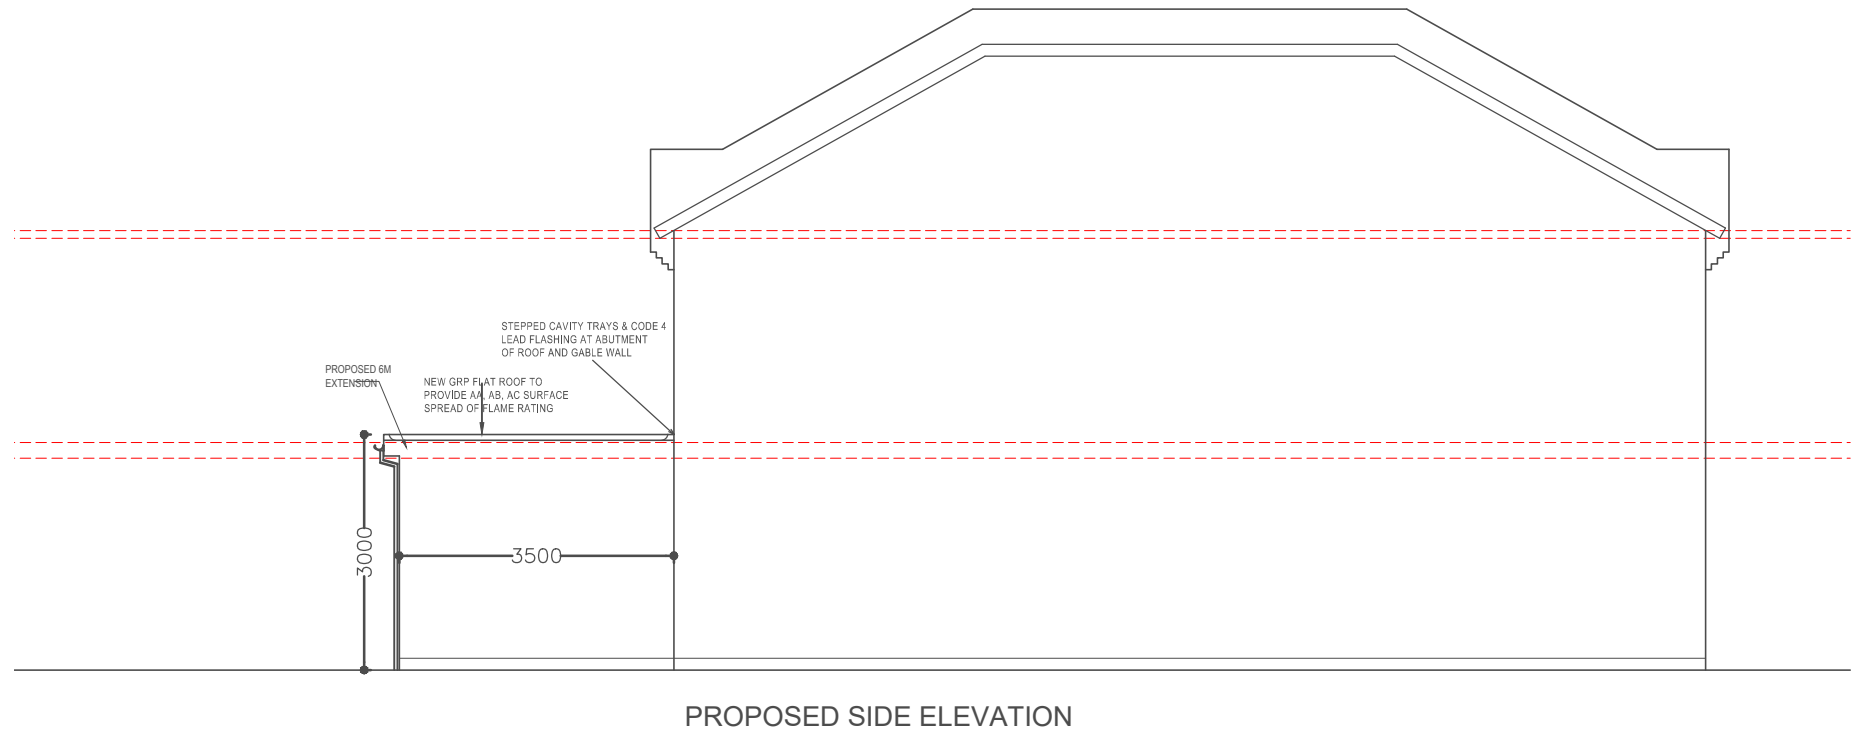 STEPPED CAVITY TRAYS & CODE 4
LEAD FLASHING AT ABUTMENT
OF ROOF AND GABLE WALL
PROPOSED 6M
EXTENSION
NEW GRP FLAT ROOF TO
PROVIDE AA, AB, AC SURFACE
SPREAD OF FLAME RATING
3000
3500
PROPOSED SIDE ELEVATION